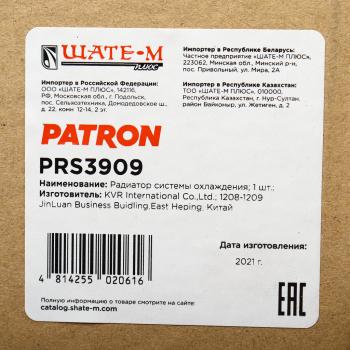 ШАТЕ-М
ПЛЮС
Импортер в Российской Федерации:
ООО «ШАТЕ-М ПЛЮС», 142116,
РФ, Московская обл., г. Подольск,
пос. Сельхозтехника, Домодедовское ш.,
д. 22, комн 12-14, 2 эт.
Импортер в Республике Беларусь:
Частное предприятие «ШАТЕ-М ПЛЮС»,
223062, Минская обл., Минский р-н,
пос. Привольный, ул. Мира, 2А
Импортер в Республике Казахстан:
ТОО «ШАТЕ-М ПЛЮС», 010000,
Республика Казахстан, г. Нур-Султан,
район Байконыр, ул. Жетиген, д. 2
PATRON
PRS3909
Наименование: Радиатор системы охлаждения; 1 шт.;
Изготовитель: KVR International Co.,Ltd.; 1208-1209
JinLuan Business Buidling.East Heping, Китай
Дата изготовления:
2021 г.
4 814255 020616
EAC
Полную информацию о товаре смотрите на сайте:
catalog.shate-m.com